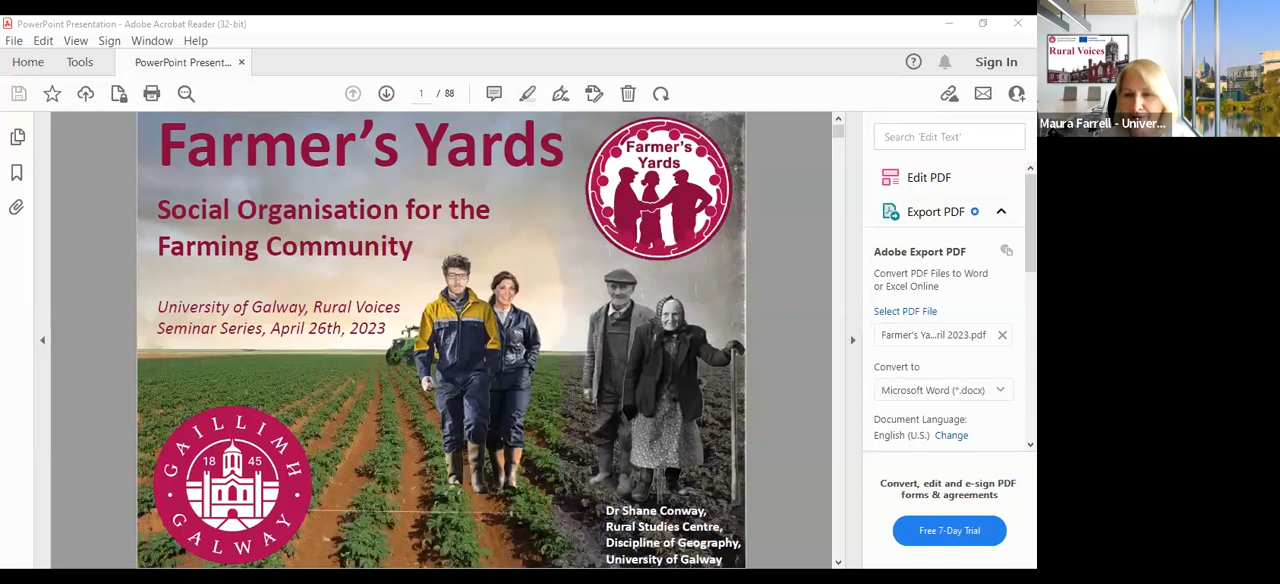 PowerPoint Presentation - Adobe Acrobat Reader (32-bit)
File Edit View Sign Window Help
Home Tools PowerPoint Present... × Sign In
1 / 88
Farmer's Yards
Social Organisation for the
Farming Community
University of Galway, Rural Voices
Seminar Series, April 26th, 2023
Farmer's
Yards
GAILLIMH
18 45
GALWAY
Dr Shane Conway,
Rural Studies Centre,
Discipline of Geography,
University of Galway
Search 'Edit Text'
Edit PDF
Export PDF
Adobe Export PDF
Convert PDF Files to Word
or Excel Online
Select PDF File
Farmer's Ya...ril 2023.pdf
Convert to
Microsoft Word (*.docx)
Document Language:
English (U.S.) Change
Convert, edit and e-sign PDF
forms & agreements
Free 7-Day Trial
Rural Voices
Maura Farrell - Univer...